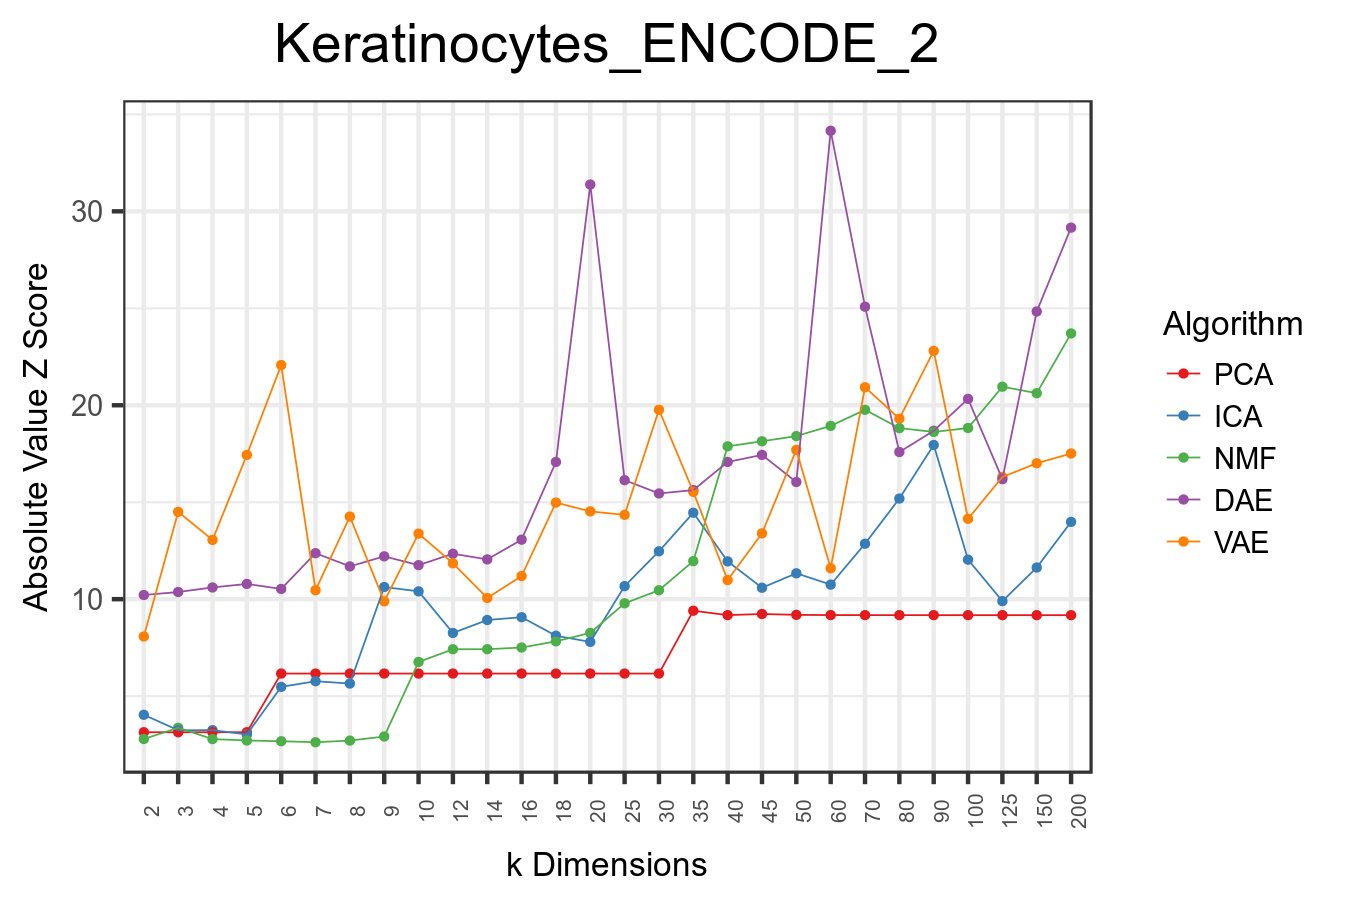 Keratinocytes_ENCODE_2
Absolute Value Z Score
30
20
10
2 3 4 5 6 7 8 9 10 12 14 16 18 20 25 30 35 40 45 50 60 70 80 90 100 125 150 200
k Dimensions
Algorithm
PCA
ICA
NMF
DAE
VAE